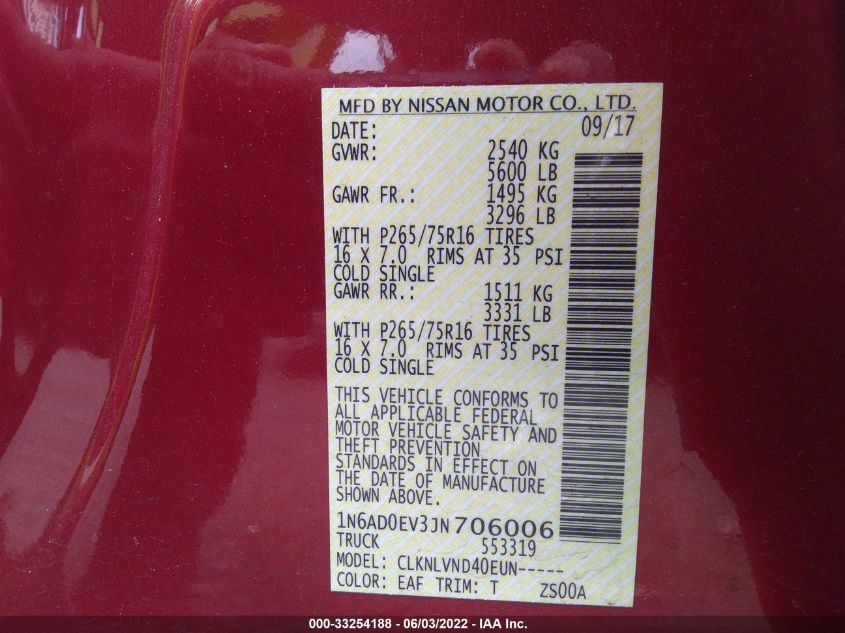 MFD BY NISSAN MOTOR CO., LTD.
DATE: 09/17
GVWR: 2540 KG
5600 LB
GAWR FR.: 1495 KG
3296 LB
WITH P265/75R16 TIRES
16 X 7.0 RIMS AT 35 PSI
COLD SINGLE
GAWR RR.: 1511 KG
3331 LB
WITH P265/75R16 TIRES
16 X 7.0 RIMS AT 35 PSI
COLD SINGLE
THIS VEHICLE CONFORMS TO
ALL APPLICABLE FEDERAL
MOTOR VEHICLE SAFETY AND
THEFT PREVENTION
STANDARDS IN EFFECT ON
THE DATE OF MANUFACTURE
SHOWN ABOVE.
1N6AD0EV3JN706006
TRUCK 553319
MODEL: CLKNLVND40EUN-----
COLOR: EAF TRIM: T ZS00A
000-33254188 - 06/03/2022 - IAA Inc.